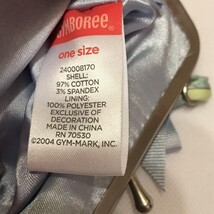 GYMBOREE
one size
240008170
SHELL:
97% COTTON
3% SPANDEX
LINING:
100% POLYESTER
EXCLUSIVE OF
DECORATION
MADE IN CHINA
RN 70530
©2004 GYM-MARK, INC.